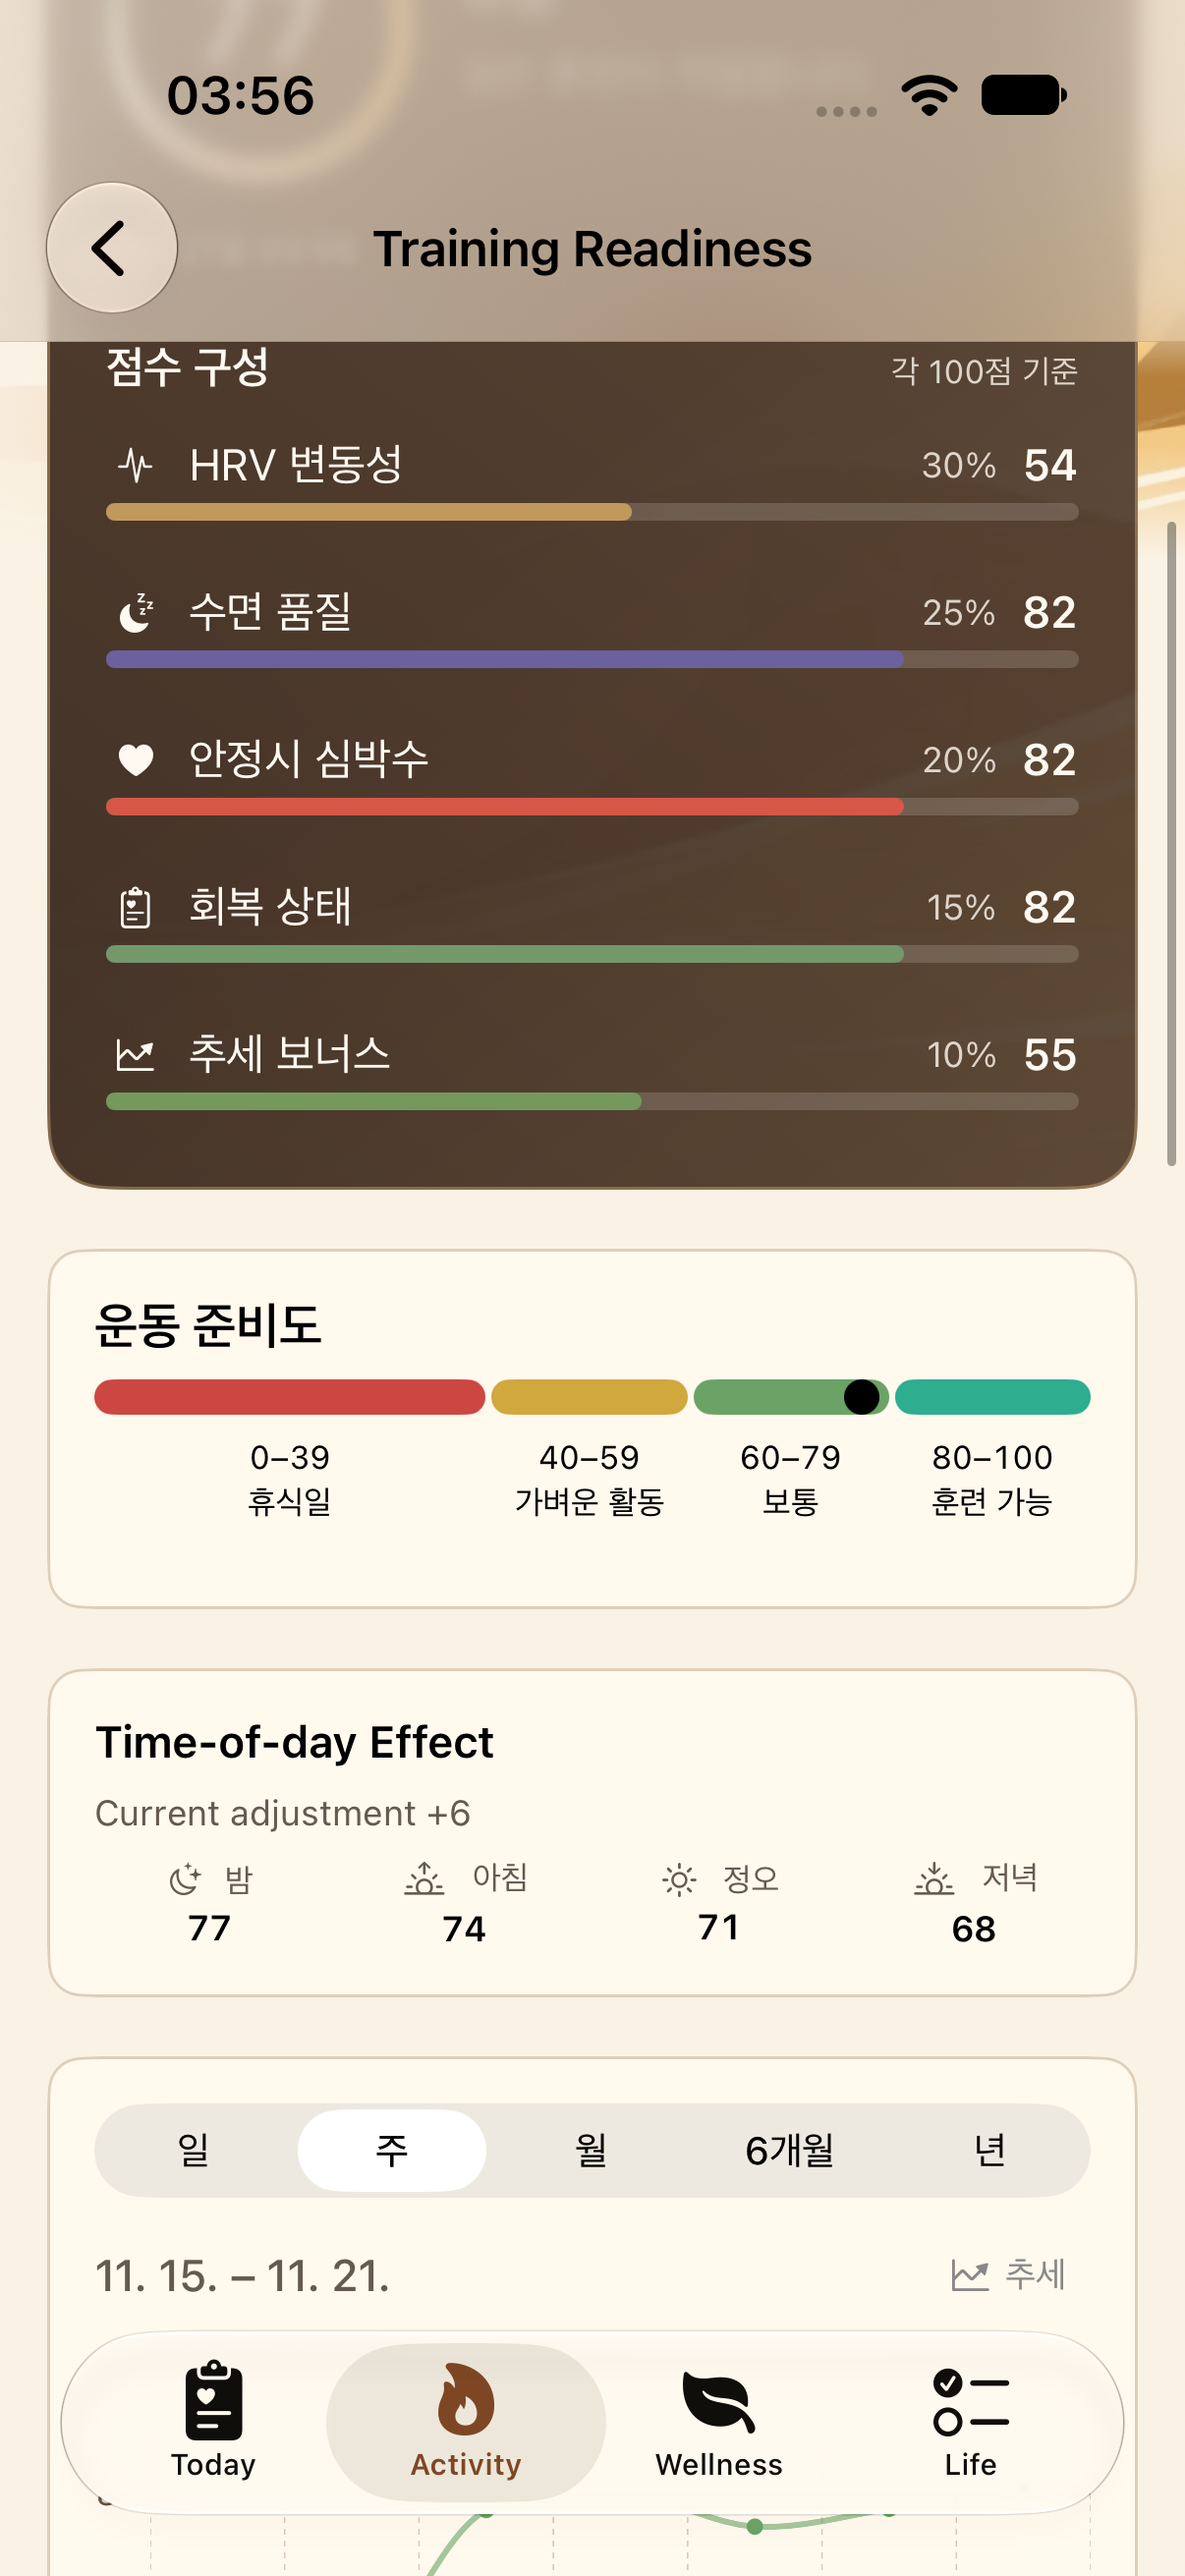 03:56
Training Readiness
점수 구성
각 100점 기준
HRV 변동성
30% 54
수면 품질
25% 82
안정시 심박수
20% 82
회복 상태
15% 82
추세 보너스
10% 55
운동 준비도
0–39
40–59
60–79
80–100
휴식일
가벼운 활동
보통
훈련 가능
Time-of-day Effect
Current adjustment +6
밤
아침
정오
저녁
77
74
71
68
일
주
월
6개월
년
11. 15. – 11. 21.
추세
Today
Activity
Wellness
Life